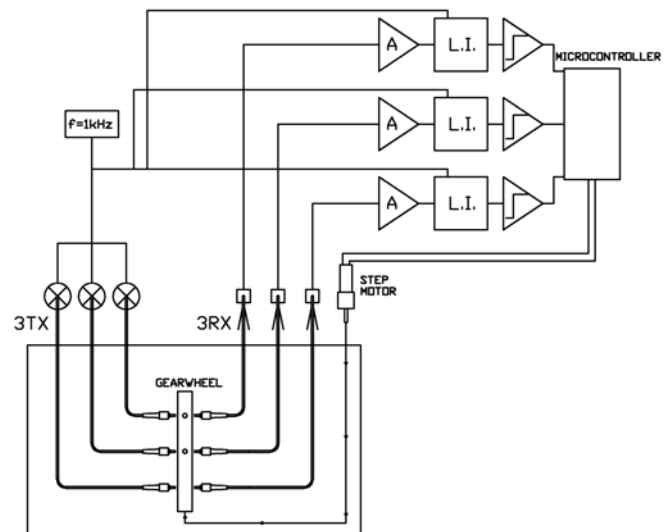 A
L.I.
MICROCONTROLLER
f=1kHz
A
L.I.
A
L.I.
STEP
MOTOR
3TX
3RX
GEARWHEEL